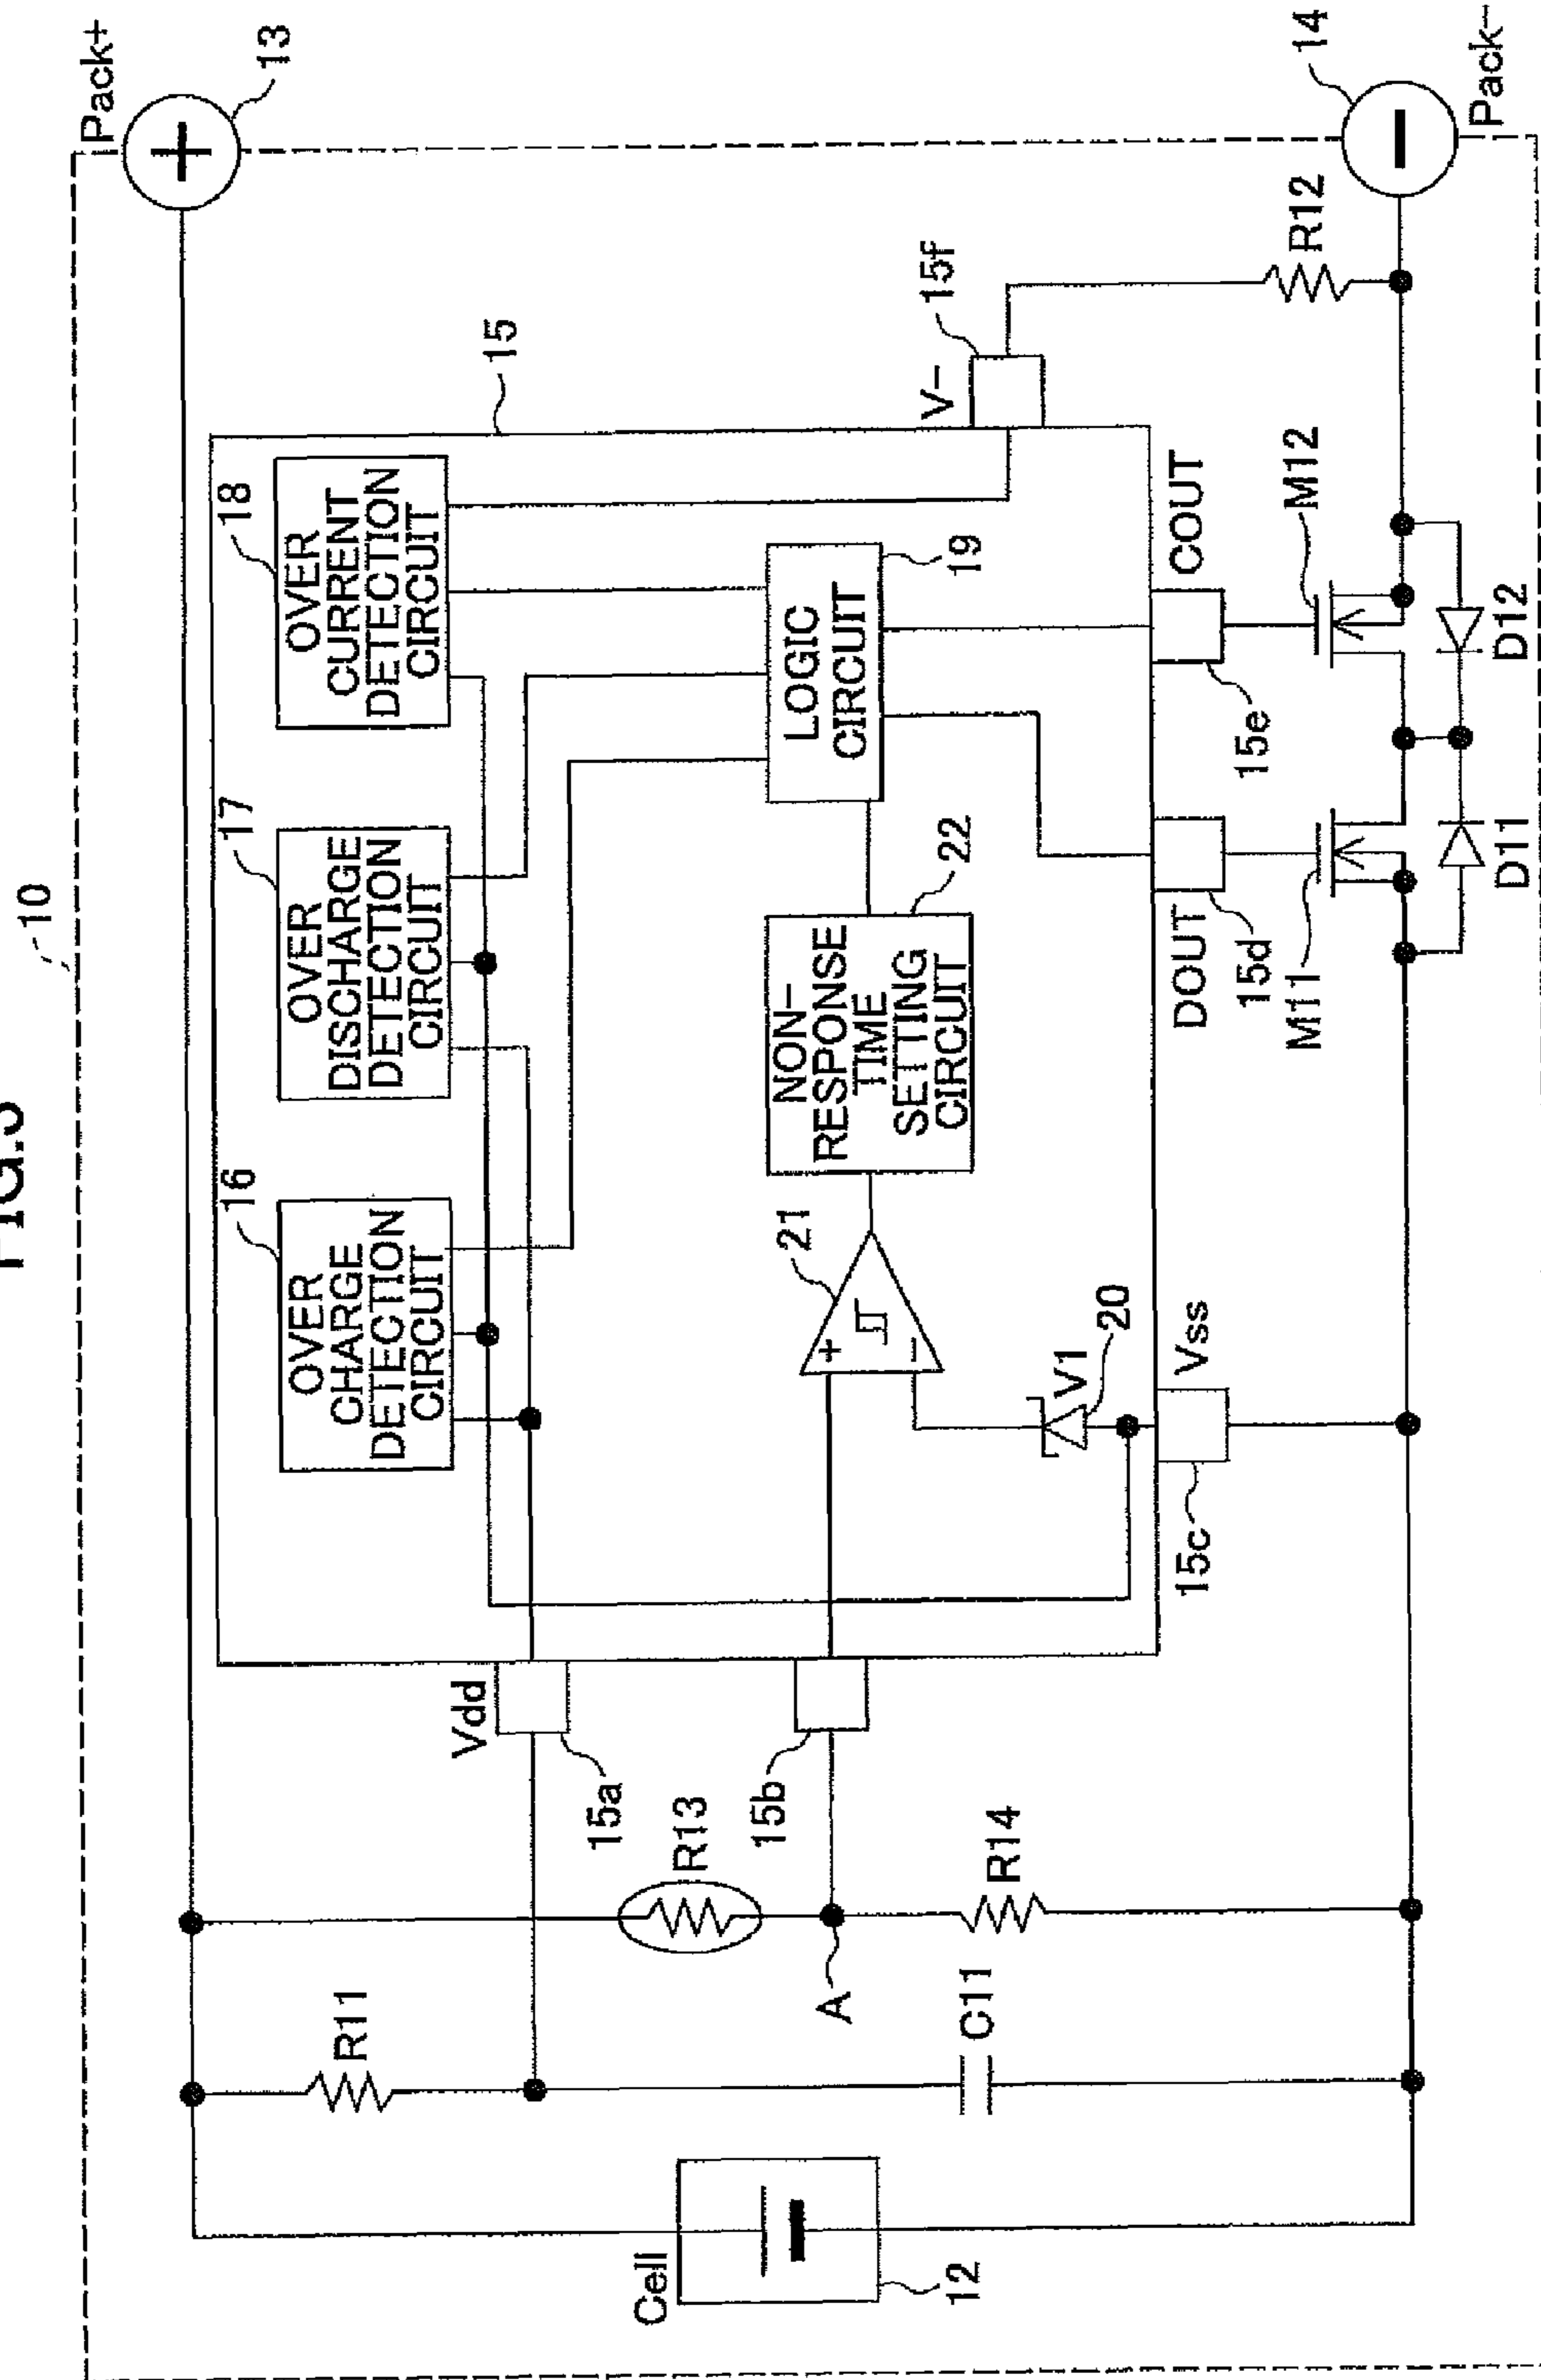 10
Pack+
13
15
16
OVER
CHARGE
DETECTION
CIRCUIT
17
OVER
DISCHARGE
DETECTION
CIRCUIT
18
OVER
CURRENT
DETECTION
CIRCUIT
R11
Vdd
15a
R13
15b
A
Cell
12
C11
R14
21
+
−
V1
20
NON-
RESPONSE
TIME
SETTING
CIRCUIT
22
LOGIC
CIRCUIT
19
V−
15f
Vss
15c
DOUT
15d
COUT
15e
M11
M12
D11
D12
R12
14
Pack−